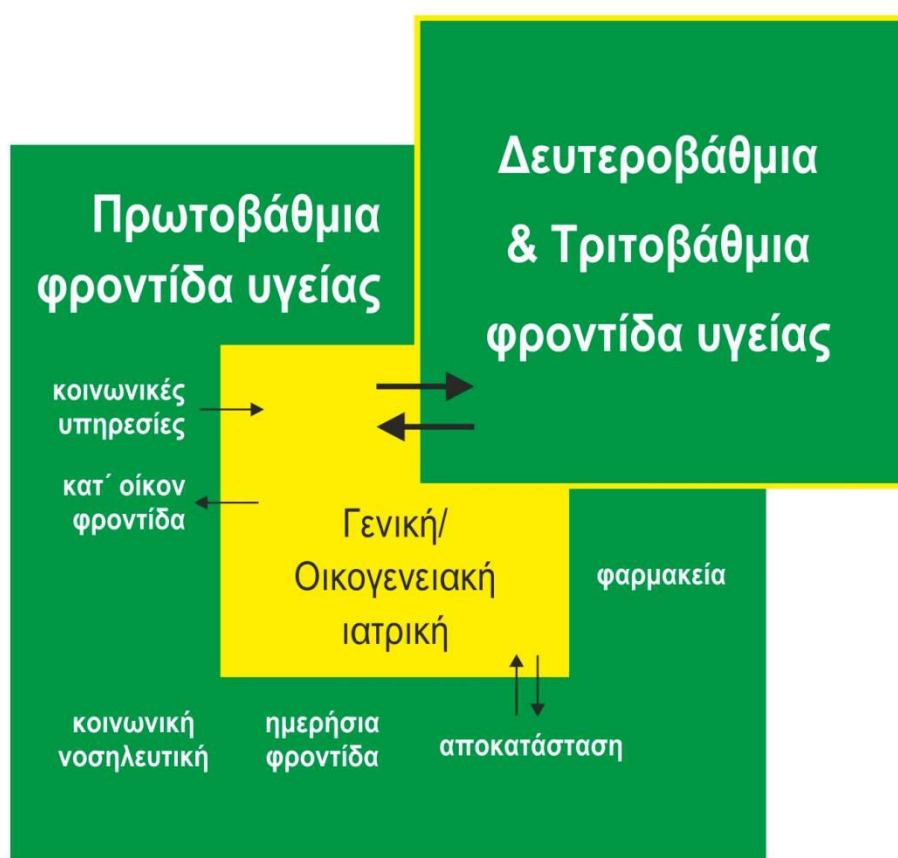 Δευτεροβάθμια
& Τριτοβάθμια
φροντίδα υγείας
Πρωτοβάθμια
φροντίδα υγείας
κοινωνικές
υπηρεσίες
κατ΄ οίκον
φροντίδα
Γενική/
Οικογενειακή
ιατρική
φαρμακεία
κοινωνική
νοσηλευτική
ημερήσια
φροντίδα
αποκατάσταση